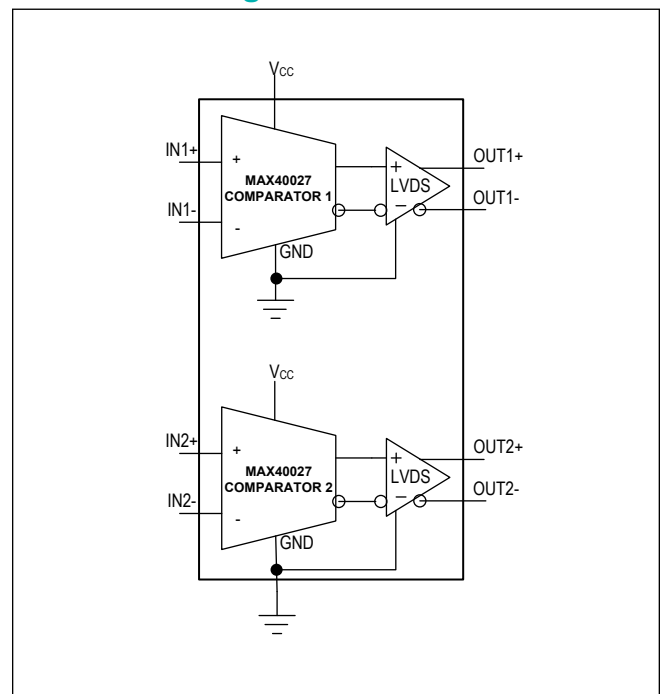 VCC
IN1+
+
MAX40027
COMPARATOR 1
IN1-
-
GND
+
LVDS
−
OUT1+
OUT1-
VCC
IN2+
+
MAX40027
COMPARATOR 2
IN2-
-
GND
+
LVDS
−
OUT2+
OUT2-